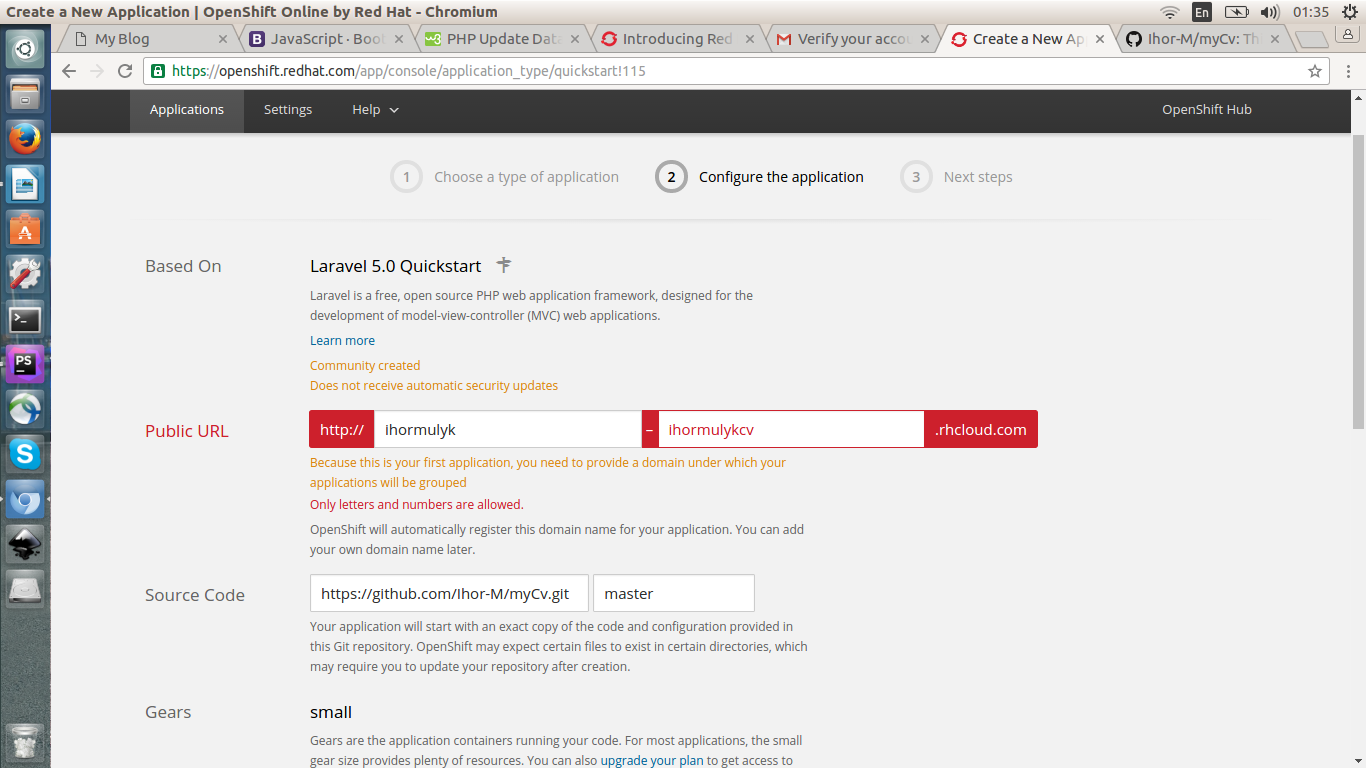 Create a New Application | OpenShift Online by Red Hat - Chromium
En
01:35
My Blog
JavaScript · Boo
PHP Update Dat
Introducing Red
Verify your acco
Create a New Ap
Ihor-M/myCv: Th
https://openshift.redhat.com/app/console/application_type/quickstart!115
Applications
Settings
Help
OpenShift Hub
1 Choose a type of application
2 Configure the application
3 Next steps
Based On
Laravel 5.0 Quickstart
Laravel is a free, open source PHP web application framework, designed for the
development of model-view-controller (MVC) web applications.
Learn more
Community created
Does not receive automatic security updates
Public URL
http:// ihormulyk – ihormulykcv .rhcloud.com
Because this is your first application, you need to provide a domain under which your
applications will be grouped
Only letters and numbers are allowed.
OpenShift will automatically register this domain name for your application. You can add
your own domain name later.
Source Code
https://github.com/Ihor-M/myCv.git master
Your application will start with an exact copy of the code and configuration provided in
this Git repository. OpenShift may expect certain files to exist in certain directories, which
may require you to update your repository after creation.
Gears
small
Gears are the application containers running your code. For most applications, the small
gear size provides plenty of resources. You can also upgrade your plan to get access to